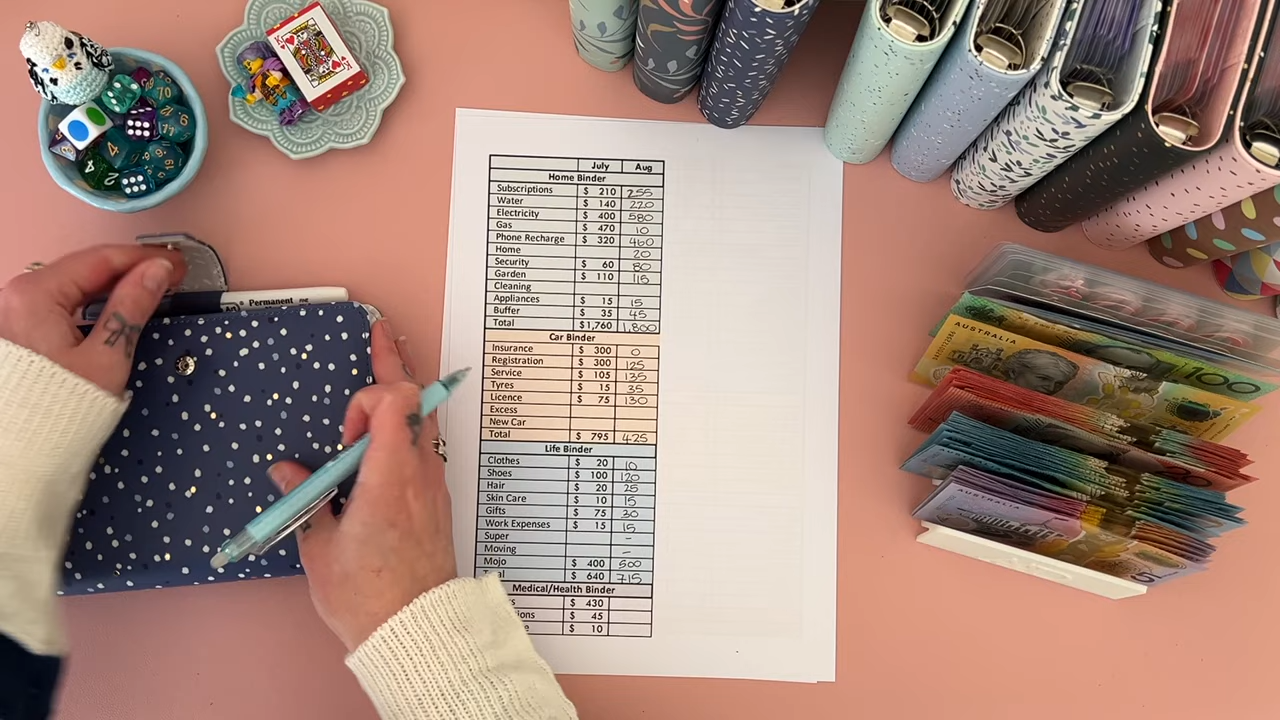 July Aug
Home Binder
Subscriptions $ 210 255
Water $ 140 220
Electricity $ 400 580
Gas $ 470 10
Phone Recharge $ 320 460
Home 20
Security $ 60 80
Garden $ 110 115
Cleaning
Appliances $ 15 15
Buffer $ 35 45
Total $1,760 1,800
Car Binder
Insurance $ 300 0
Registration $ 300 125
Service $ 105 135
Tyres $ 15 35
Licence $ 75 130
Excess
New Car
Total $ 795 425
Life Binder
Clothes $ 20 10
Shoes $ 100 120
Hair $ 20 25
Skin Care $ 10 15
Gifts $ 75 30
Work Expenses $ 15 15
Super -
Moving -
Mojo $ 400 500
$ 640 715
Medical/Health Binder
$ 430
$ 45
$ 10
Permanent
AUSTRALIA
100
AUSTRALIA
5
K